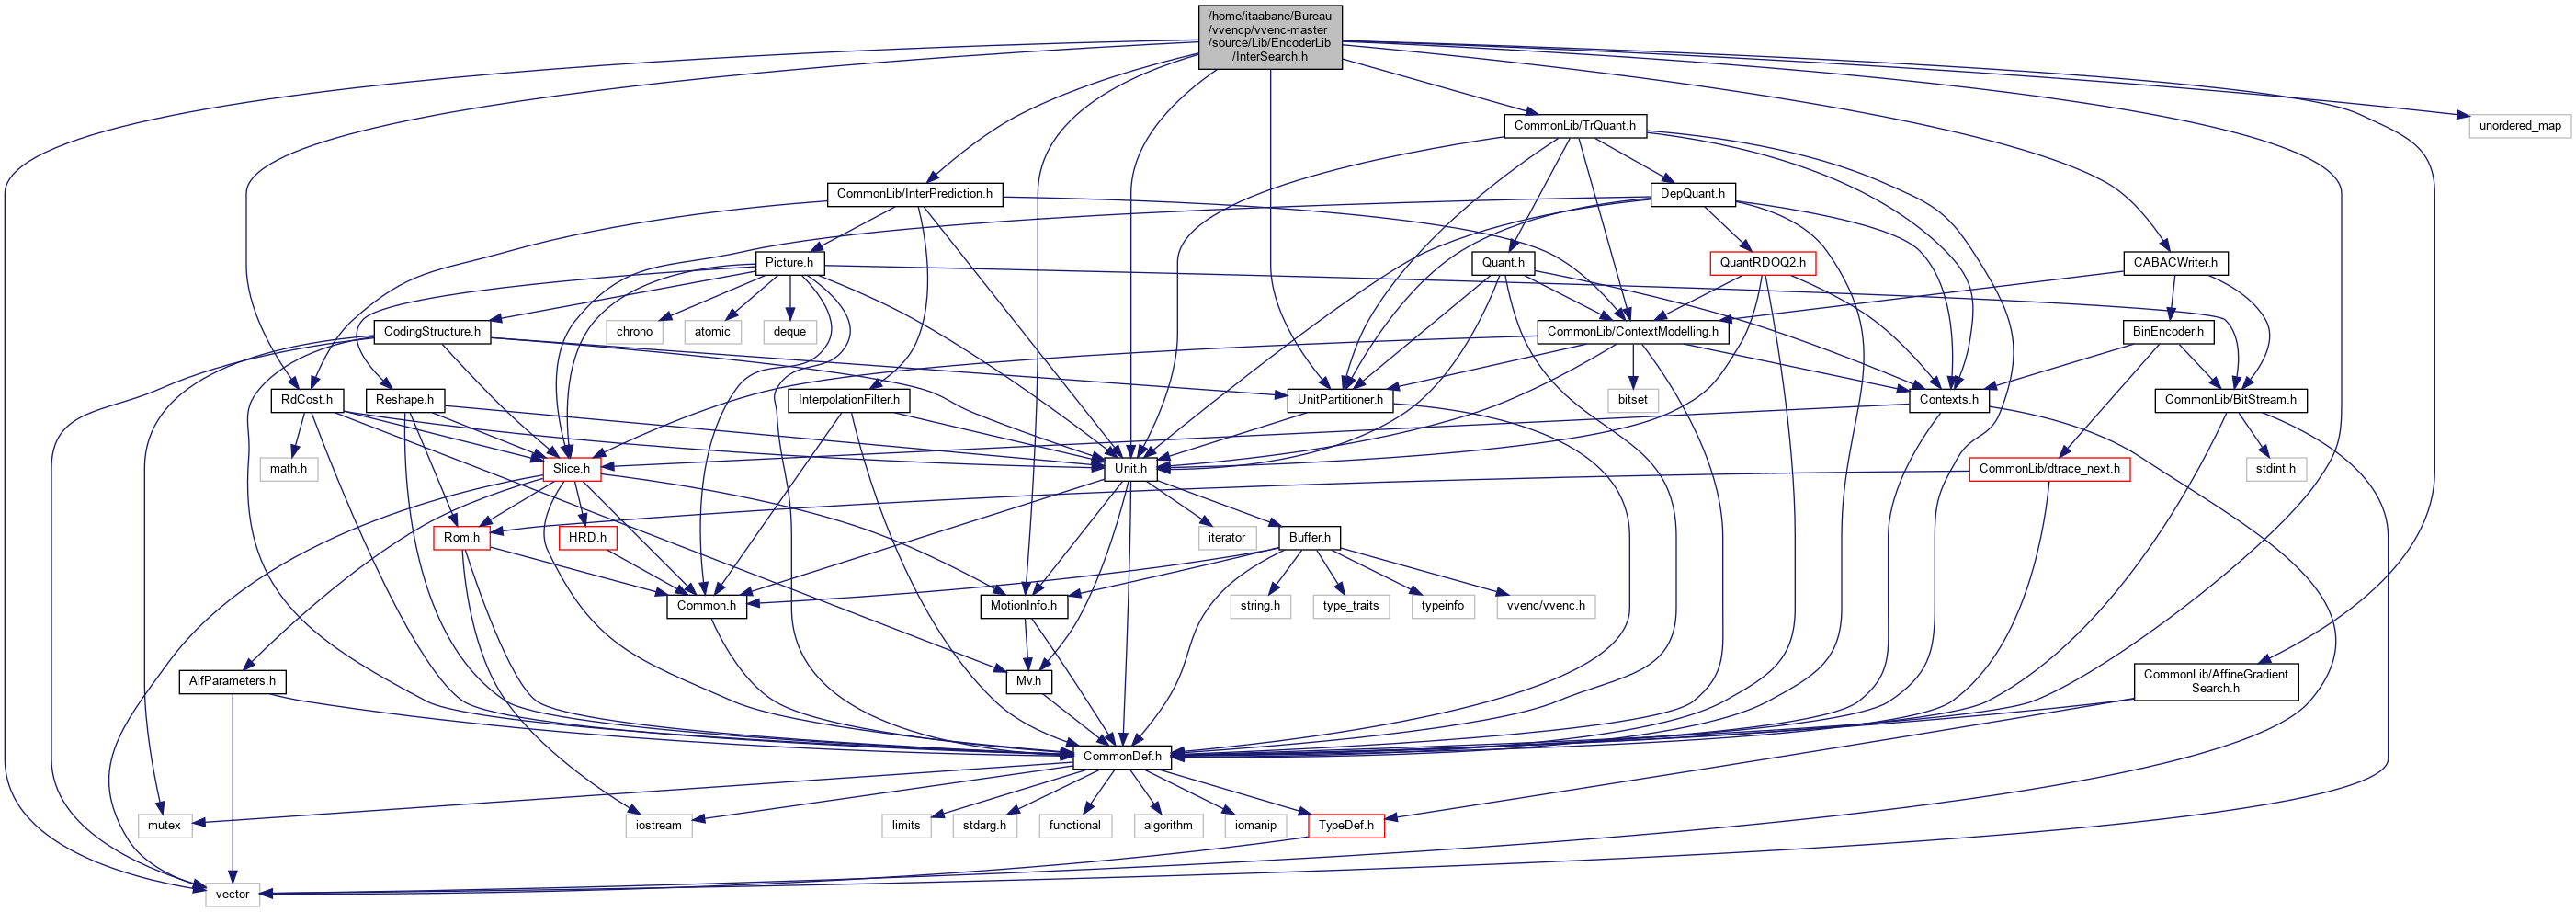 /home/itaabane/Bureau
/vvencp/vvenc-master
/source/Lib/EncoderLib
/InterSearch.h
CommonLib/TrQuant.h
unordered_map
CommonLib/InterPrediction.h
DepQuant.h
Picture.h
Quant.h
QuantRDOQ2.h
CABACWriter.h
CodingStructure.h
chrono
atomic
deque
CommonLib/ContextModelling.h
BinEncoder.h
RdCost.h
Reshape.h
InterpolationFilter.h
UnitPartitioner.h
bitset
Contexts.h
CommonLib/BitStream.h
math.h
Slice.h
Unit.h
CommonLib/dtrace_next.h
stdint.h
Rom.h
HRD.h
iterator
Buffer.h
Common.h
MotionInfo.h
string.h
type_traits
typeinfo
vvenc/vvenc.h
AlfParameters.h
Mv.h
CommonLib/AffineGradient
Search.h
CommonDef.h
mutex
iostream
limits
stdarg.h
functional
algorithm
iomanip
TypeDef.h
vector